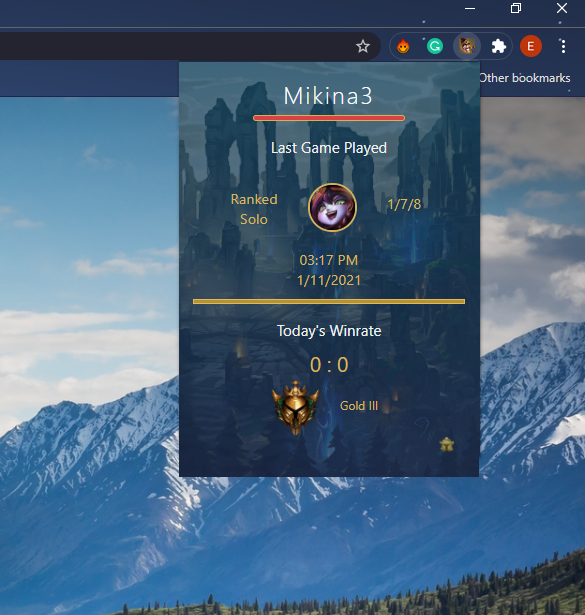 E
Other bookmarks
Mikina3
Last Game Played
Ranked
Solo
1/7/8
03:17 PM
1/11/2021
Today's Winrate
0 : 0
Gold III